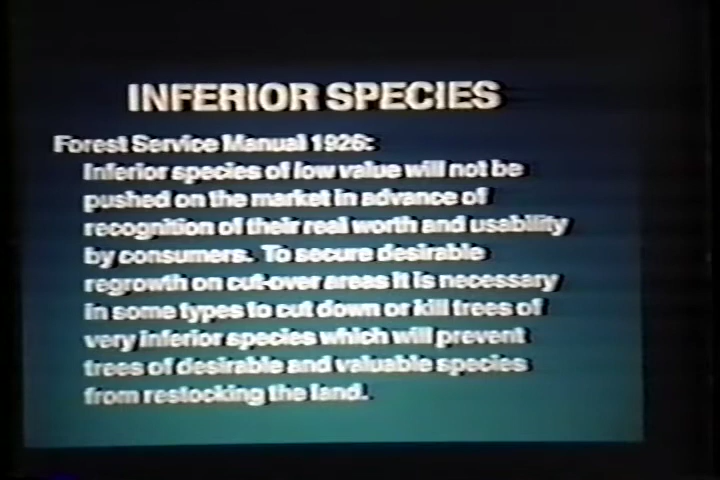 INFERIOR SPECIES
Forest Service Manual 1926:
Inferior species of low value will not be
pushed on the market in advance of
recognition of their real worth and usability
by consumers. To secure desirable
regrowth on cut-over areas it is necessary
in some types to cut down or kill trees of
very inferior species which will prevent
trees of desirable and valuable species
from restocking the land.